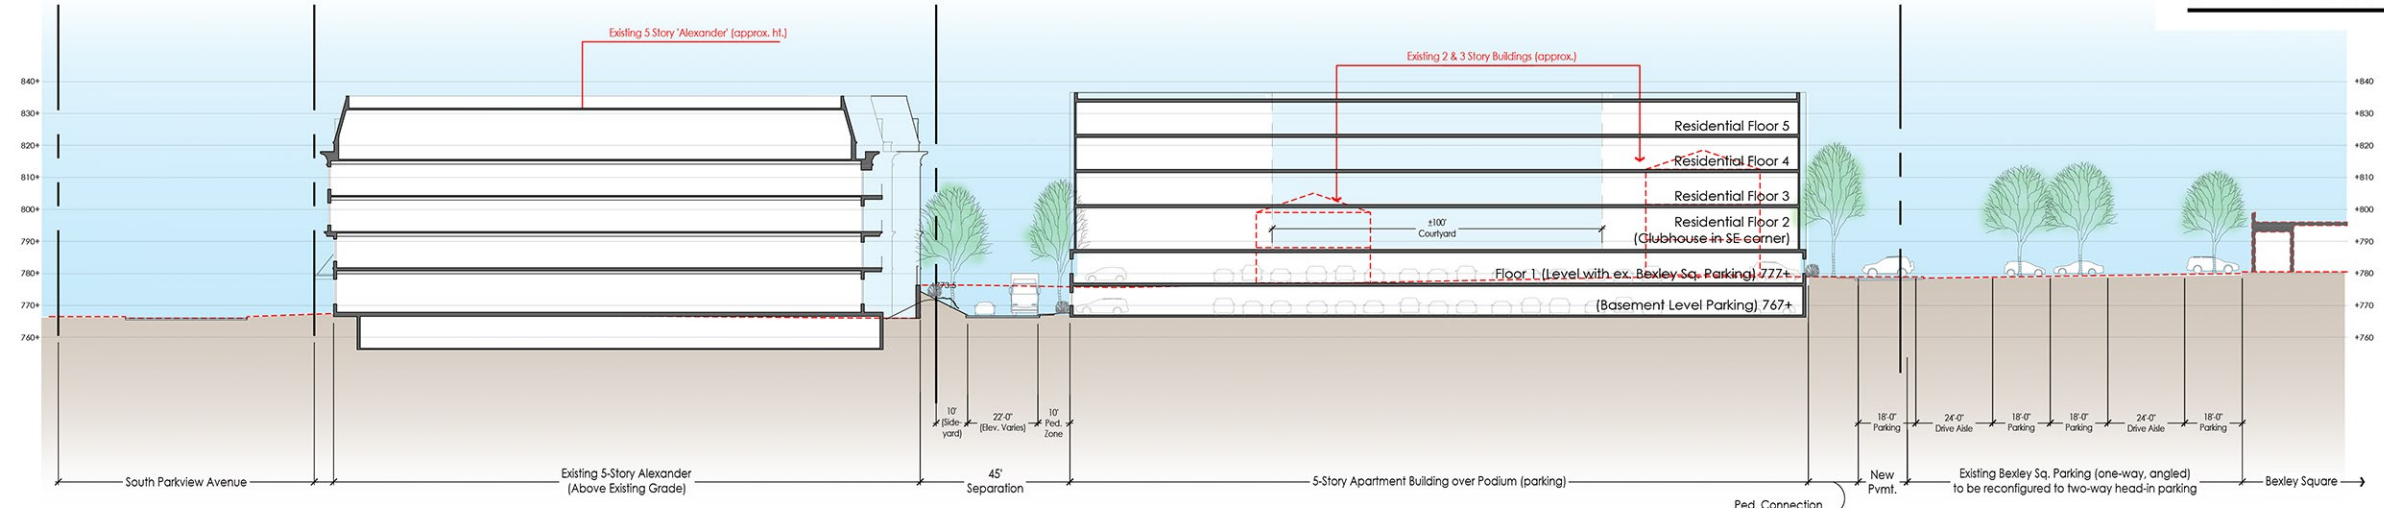 Existing 5 Story 'Alexander' (approx. ht.)
Existing 2 & 3 Story Buildings (approx.)
840+
830+
820+
810+
800+
790+
780+
770+
760+
+840
+830
+820
+810
+800
+790
+780
+770
+760
Residential Floor 5
Residential Floor 4
Residential Floor 3
Residential Floor 2
(Clubhouse in SE corner)
±100'
Courtyard
Floor 1 (Level with ex. Bexley Sq. Parking) 777+
(Basement Level Parking) 767+
10'
(Side-
yard)
22'-0"
(Elev. Varies)
10'
Ped.
Zone
18'-0"
Parking
24'-0"
Drive Aisle
18'-0"
Parking
18'-0"
Parking
24'-0"
Drive Aisle
18'-0"
Parking
South Parkview Avenue
Existing 5-Story Alexander
(Above Existing Grade)
45'
Separation
5-Story Apartment Building over Podium (parking)
New
Pvmt.
Existing Bexley Sq. Parking (one-way, angled)
to be reconfigured to two-way head-in parking
Bexley Square
Ped. Connection